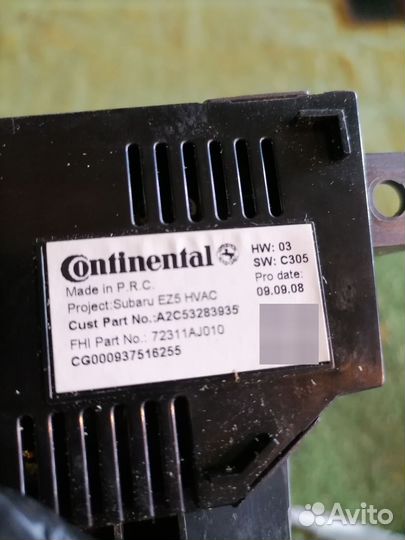 Continental
HW: 03
SW: C305
Pro date:
09.09.08
Made in P.R.C.
Project:Subaru EZ5 HVAC
Cust Part No.:A2C53283935
FHI Part No.: 72311AJ010
CG000937516255
Avito